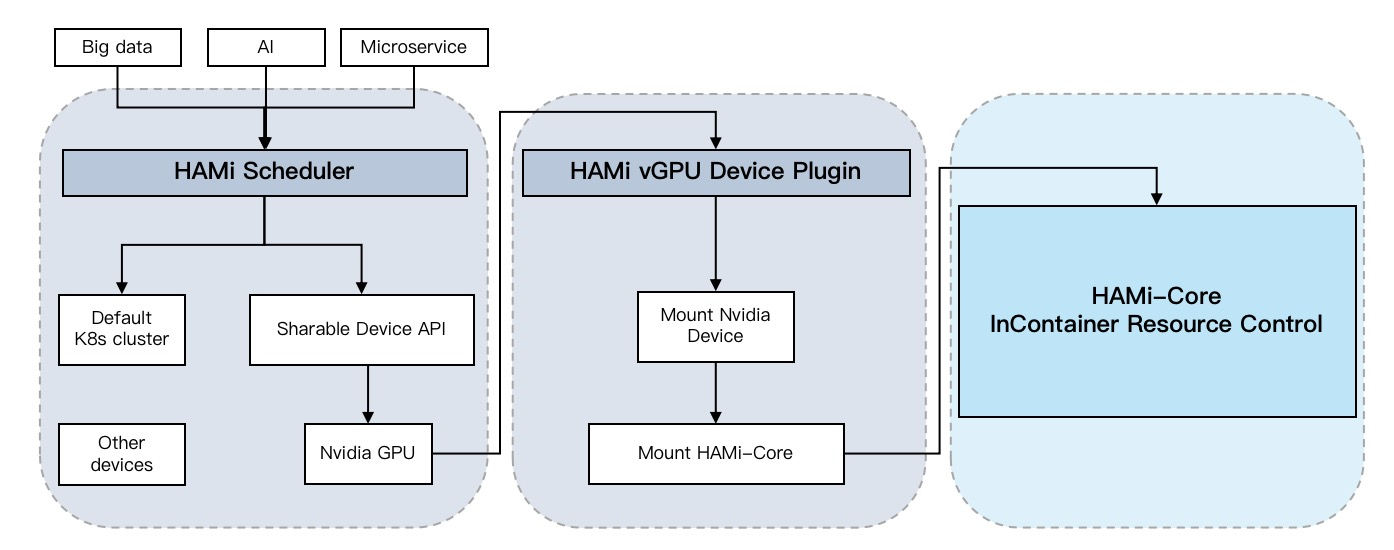 Big data
AI
Microservice
HAMi Scheduler
Default
K8s cluster
Sharable Device API
Other
devices
Nvidia GPU
HAMi vGPU Device Plugin
Mount Nvidia
Device
Mount HAMi–Core
HAMi–Core
InContainer Resource Control